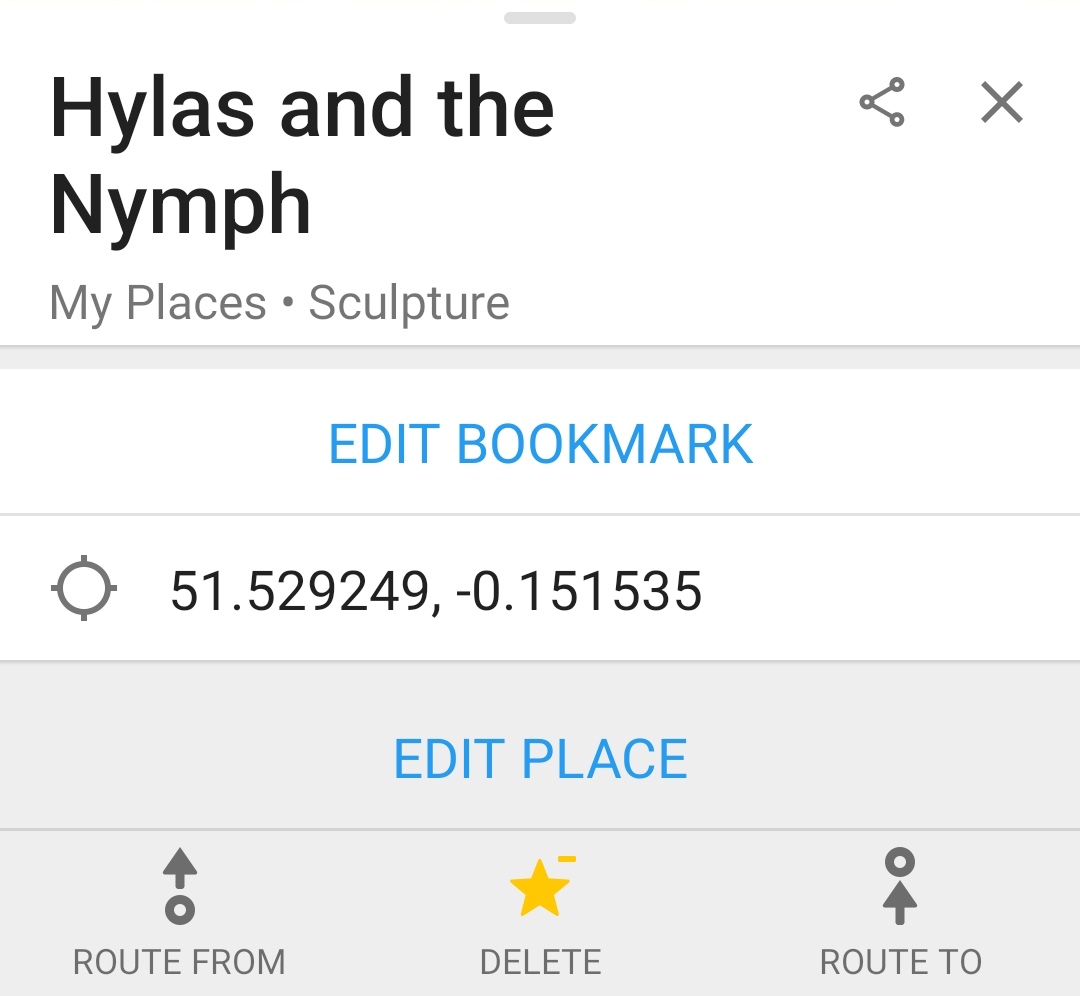 Hylas and the
Nymph
My Places • Sculpture
EDIT BOOKMARK
51.529249, -0.151535
EDIT PLACE
ROUTE FROM
DELETE
ROUTE TO